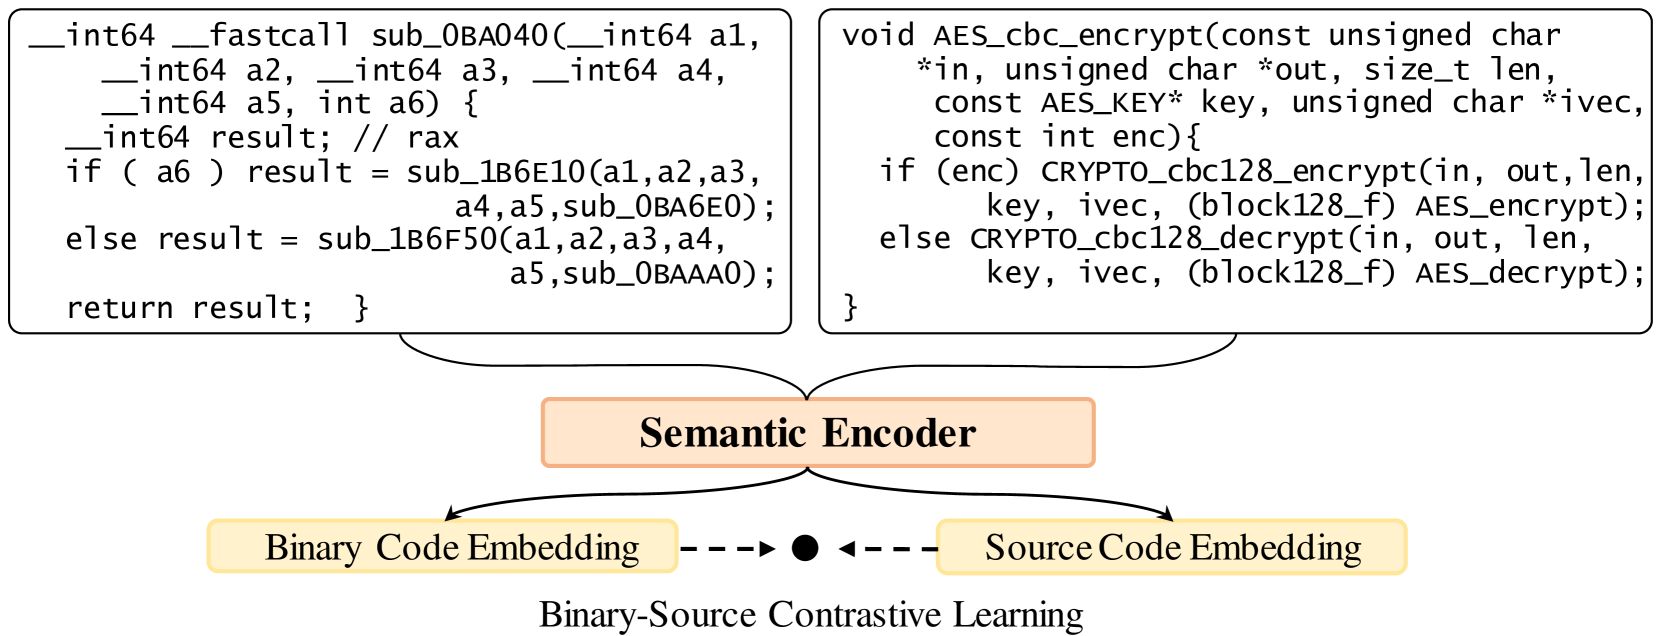 __int64 __fastcall sub_0BA040(__int64 a1,
__int64 a2, __int64 a3, __int64 a4,
__int64 a5, int a6) {
__int64 result; // rax
if ( a6 ) result = sub_1B6E10(a1,a2,a3,
a4,a5,sub_0BA6E0);
else result = sub_1B6F50(a1,a2,a3,a4,
a5,sub_0BAAA0);
return result;  }
void AES_cbc_encrypt(const unsigned char
*in, unsigned char *out, size_t len,
const AES_KEY* key, unsigned char *ivec,
const int enc){
if (enc) CRYPTO_cbc128_encrypt(in, out,len,
key, ivec, (block128_f) AES_encrypt);
else CRYPTO_cbc128_decrypt(in, out, len,
key, ivec, (block128_f) AES_decrypt);
}
Semantic Encoder
Binary Code Embedding
Source Code Embedding
Binary-Source Contrastive Learning